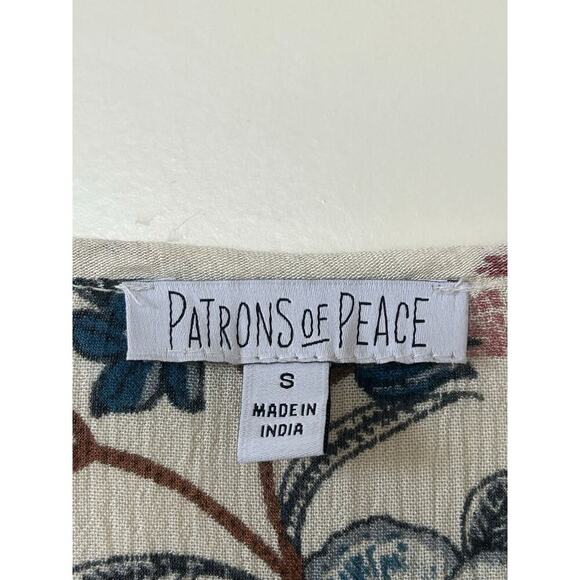 PATRONS OF PEACE
S
MADE IN
INDIA